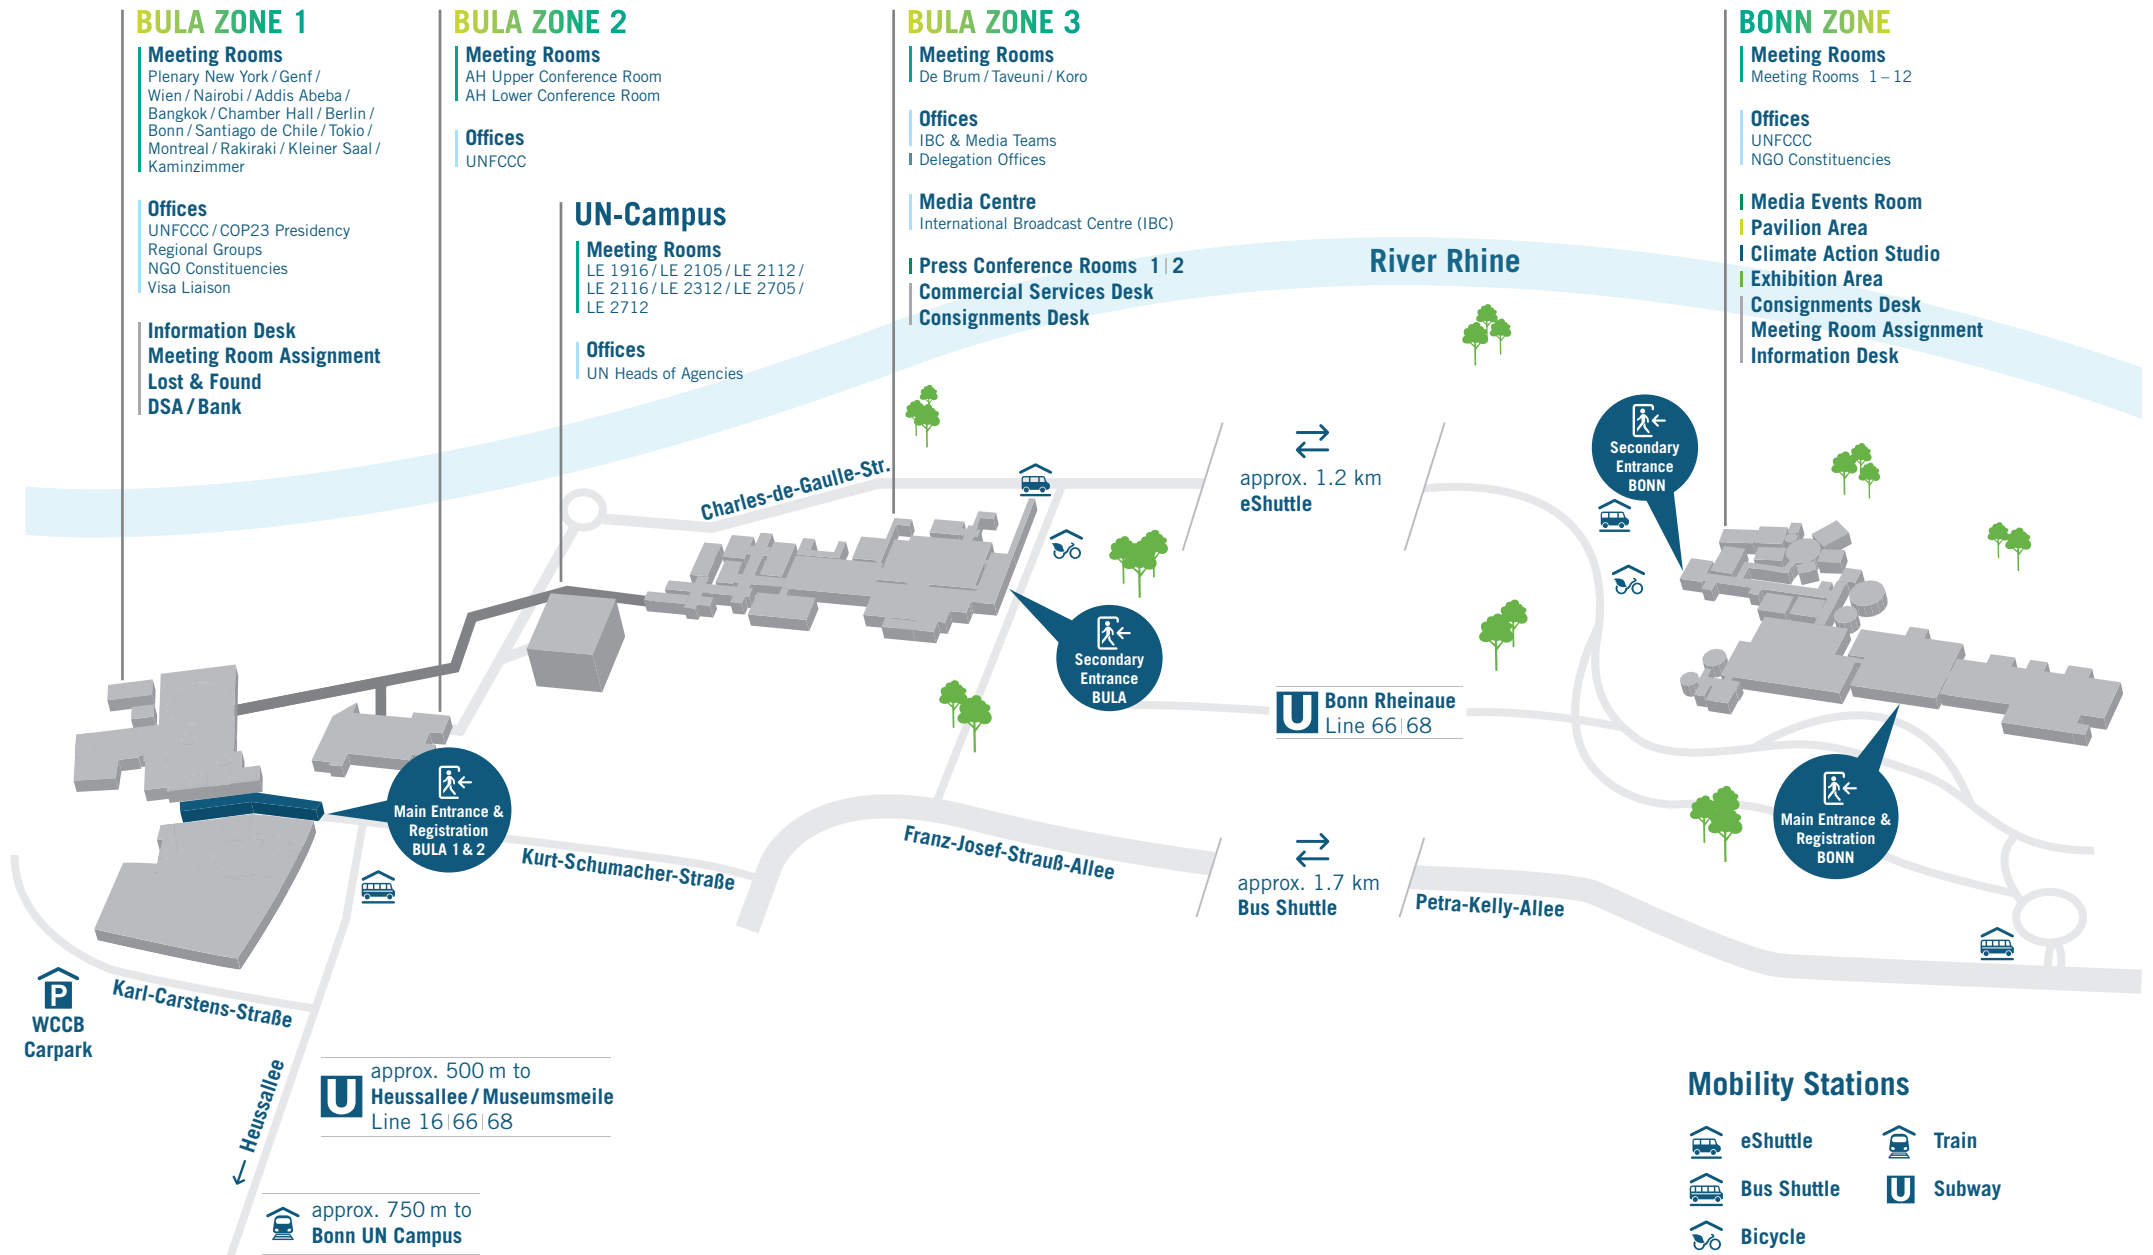 BULA ZONE 1
Meeting Rooms
Plenary New York / Genf /
Wien / Nairobi / Addis Abeba /
Bangkok / Chamber Hall / Berlin /
Bonn / Santiago de Chile / Tokio /
Montreal / Rakiraki / Kleiner Saal /
Kaminzimmer
Offices
UNFCCC / COP23 Presidency
Regional Groups
NGO Constituencies
Visa Liaison
Information Desk
Meeting Room Assignment
Lost & Found
DSA / Bank
BULA ZONE 2
Meeting Rooms
AH Upper Conference Room
AH Lower Conference Room
Offices
UNFCCC
UN-Campus
Meeting Rooms
LE 1916 / LE 2105 / LE 2112 /
LE 2116 / LE 2312 / LE 2705 /
LE 2712
Offices
UN Heads of Agencies
BULA ZONE 3
Meeting Rooms
De Brum / Taveuni / Koro
Offices
IBC & Media Teams
Delegation Offices
Media Centre
International Broadcast Centre (IBC)
Press Conference Rooms 1 | 2
Commercial Services Desk
Consignments Desk
BONN ZONE
Meeting Rooms
Meeting Rooms 1 – 12
Offices
UNFCCC
NGO Constituencies
Media Events Room
Pavilion Area
Climate Action Studio
Exhibition Area
Consignments Desk
Meeting Room Assignment
Information Desk
River Rhine
Charles-de-Gaulle-Str.
approx. 1.2 km
eShuttle
Secondary
Entrance
BONN
Secondary
Entrance
BULA
U
Bonn Rheinaue
Line 66 | 68
Main Entrance &
Registration
BULA 1 & 2
Kurt-Schumacher-Straße
Franz-Josef-Strauß-Allee
approx. 1.7 km
Bus Shuttle
Petra-Kelly-Allee
Main Entrance &
Registration
BONN
P
WCCB
Carpark
Karl-Carstens-Straße
← Heussallee
U
approx. 500 m to
Heussallee / Museumsmeile
Line 16 | 66 | 68
approx. 750 m to
Bonn UN Campus
Mobility Stations
eShuttle
Train
Bus Shuttle
U
Subway
Bicycle